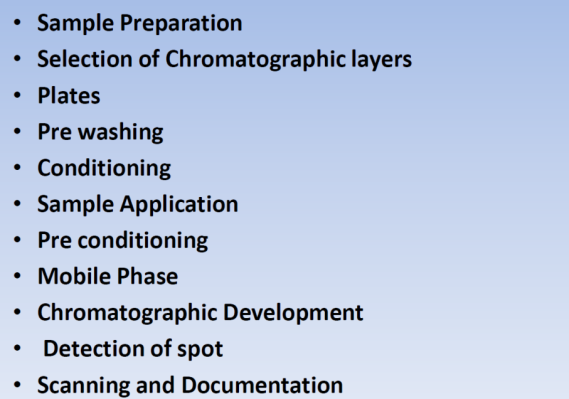 • Sample Preparation
• Selection of Chromatographic layers
• Plates
• Pre washing
• Conditioning
• Sample Application
• Pre conditioning
• Mobile Phase
• Chromatographic Development
• Detection of spot
• Scanning and Documentation